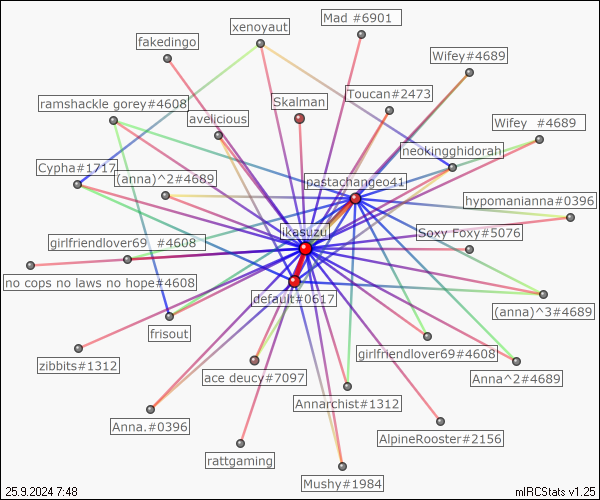 Mad #6901
xenoyaut
fakedingo
Wifey#4689
Toucan#2473
Skalman
ramshackle gorey#4608
avelicious
Wifey  #4689
neokingghidorah
Cypha#1717
(anna)^2#4689
pastachangeo41
hypomanianna#0396
ikasuzu
Soxy Foxy#5076
girlfriendlover69  #4608
no cops no laws no hope#4608
default#0617
(anna)^3#4689
frisout
girlfriendlover69#4608
zibbits#1312
ace deucy#7097
Anna^2#4689
Annarchist#1312
Anna.#0396
AlpineRooster#2156
rattgaming
Mushy#1984
25.9.2024 7:48
mIRCStats v1.25